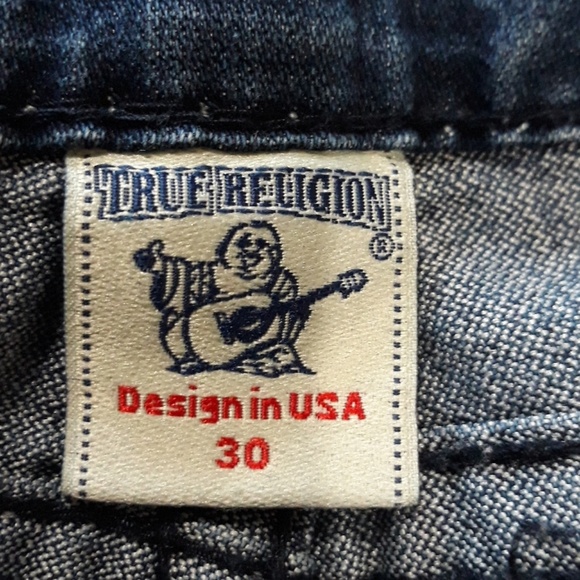 TRUE RELIGION
®
Design in USA
30